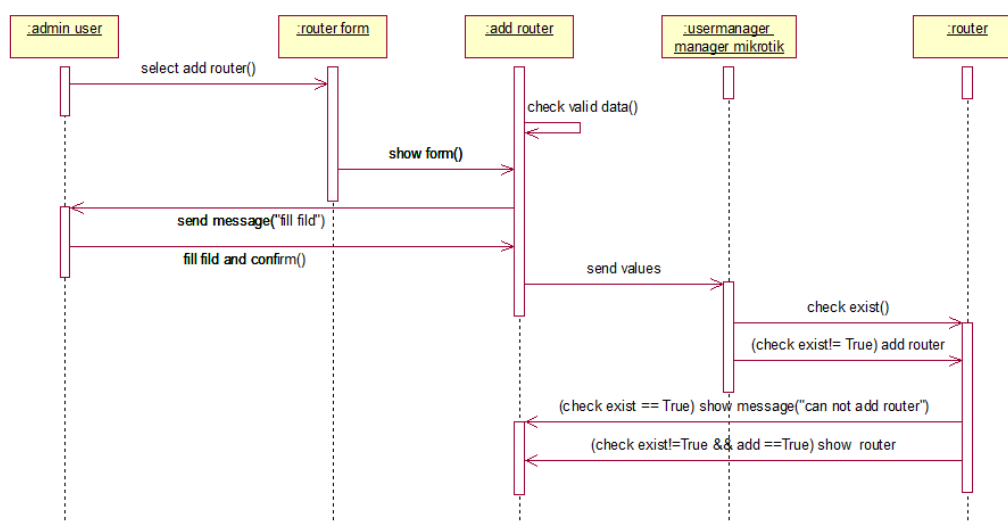 :admin user
:router form
:add router
:usermanager
manager mikrotik
:router
select add router()
check valid data()
show form()
send message("fill fild")
fill fild and confirm()
send values
check exist()
(check exist!= True) add router
(check exist == True) show message("can not add router")
(check exist!=True && add ==True) show router